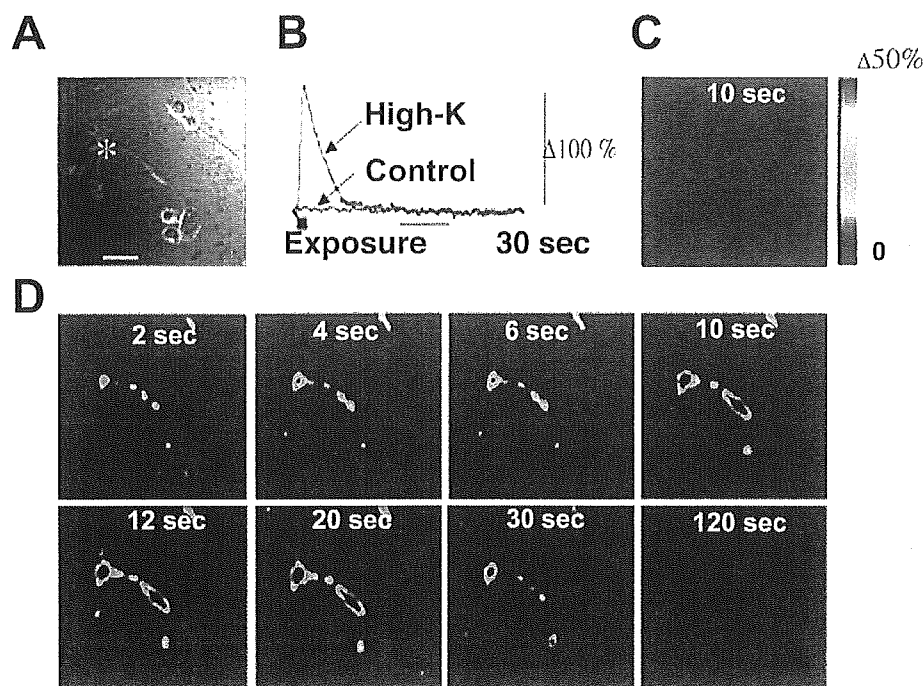 A
B
C
*
High-K
Control
Δ100 %
Exposure
30 sec
10 sec
Δ50%
0
D
2 sec
4 sec
6 sec
10 sec
12 sec
20 sec
30 sec
120 sec